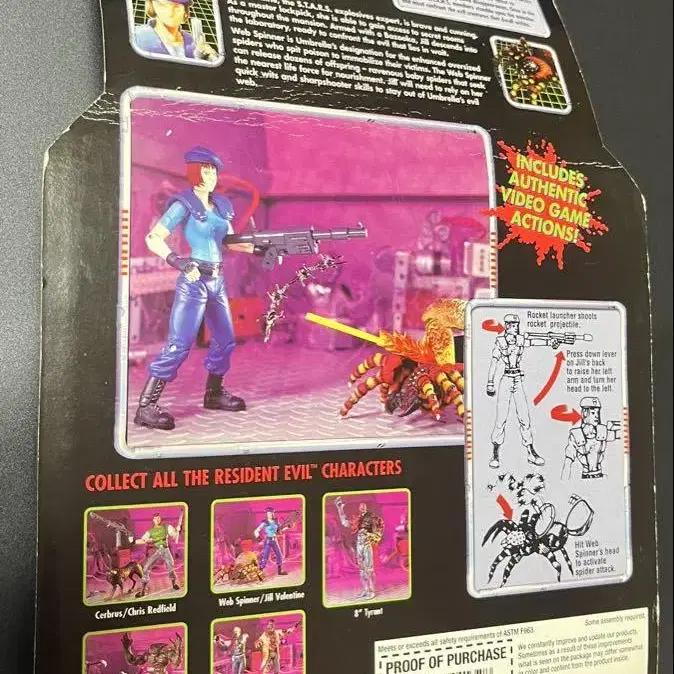 the S.T.A.R.S. explosives expert, is brave and cunning.
As a master lockpick, she is able to gain access to secret areas
throughout the mansion. Armed with a Bazooka, Jill descends into
the laboratory, ready to confront the evil that lies in wait.
Web Spinner is Umbrella's designation for the enhanced oversized
spiders who spit poison to immobilize their victims. The Web Spinner
can release dozens of offspring - ravenous baby spiders that seek
the nearest life force for nourishment. Jill will need to rely on her
quick wits and sharpshooter skills to stay out of Umbrella's evil
web.
INCLUDES
AUTHENTIC
VIDEO GAME
ACTIONS!
Rocket launcher shoots
rocket projectile.
Press down lever
on Jill's back
to raise her left
arm and turn her
head to the left.
Hit Web
Spinner's head
to activate
spider attack.
COLLECT ALL THE RESIDENT EVIL™ CHARACTERS
Cerbrus/Chris Redfield
Web Spinner/Jill Valentine
8" Tyrant
Some assembly required.
Meets or exceeds all safety requirements of ASTM F963.
PROOF OF PURCHASE
We constantly improve and update our products.
Sometimes as a result of these improvements
what is seen on the package may differ somewhat
in color and content from the product inside.